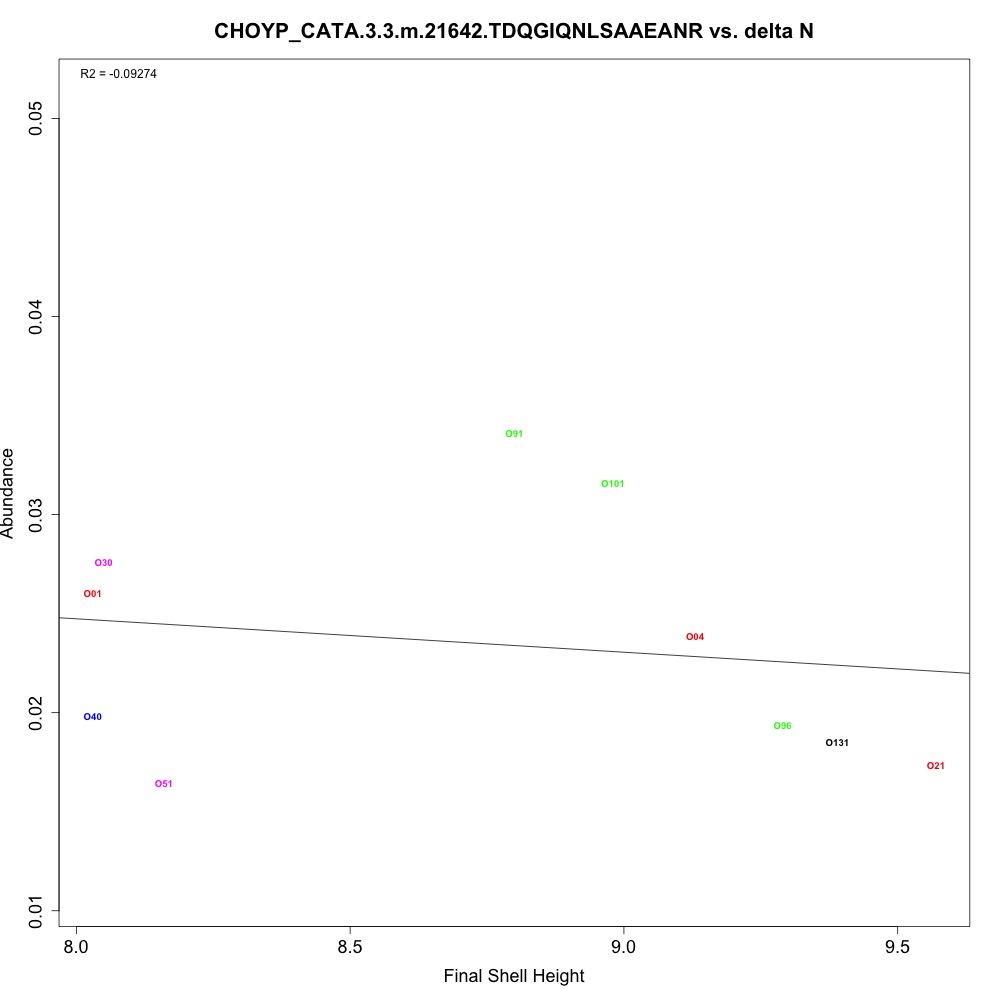 CHOYP_CATA.3.3.m.21642.TDQGIQNLSAAEANR vs. delta N
R2 = -0.09274
0.05
0.04
Abundance
0.03
0.02
0.01
O91
O101
O30
O01
O04
O40
O96
O131
O21
O51
8.0 8.5 9.0 9.5
Final Shell Height